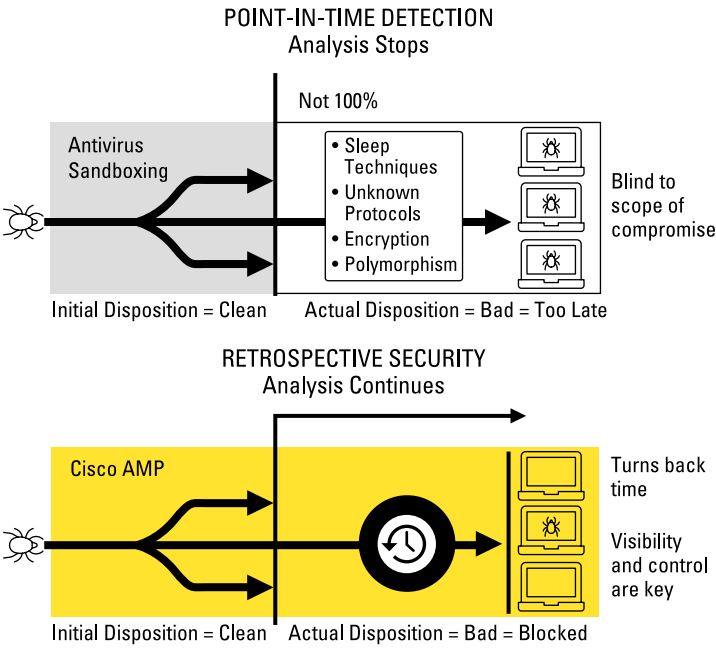 POINT-IN-TIME DETECTION
Analysis Stops
Not 100%
Antivirus
Sandboxing
• Sleep
Techniques
• Unknown
Protocols
• Encryption
• Polymorphism
Blind to
scope of
compromise
Initial Disposition = Clean
Actual Disposition = Bad = Too Late
RETROSPECTIVE SECURITY
Analysis Continues
Cisco AMP
Turns back
time
Visibility
and control
are key
Initial Disposition = Clean
Actual Disposition = Bad = Blocked